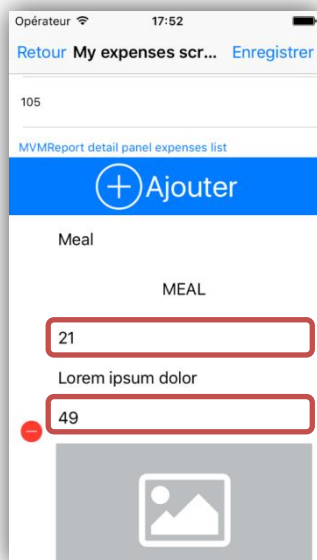 Opérateur 17:52
Retour My expenses scr... Enregistrer
105
MVMReport detail panel expenses list
Ajouter
Meal
MEAL
21
Lorem ipsum dolor
49